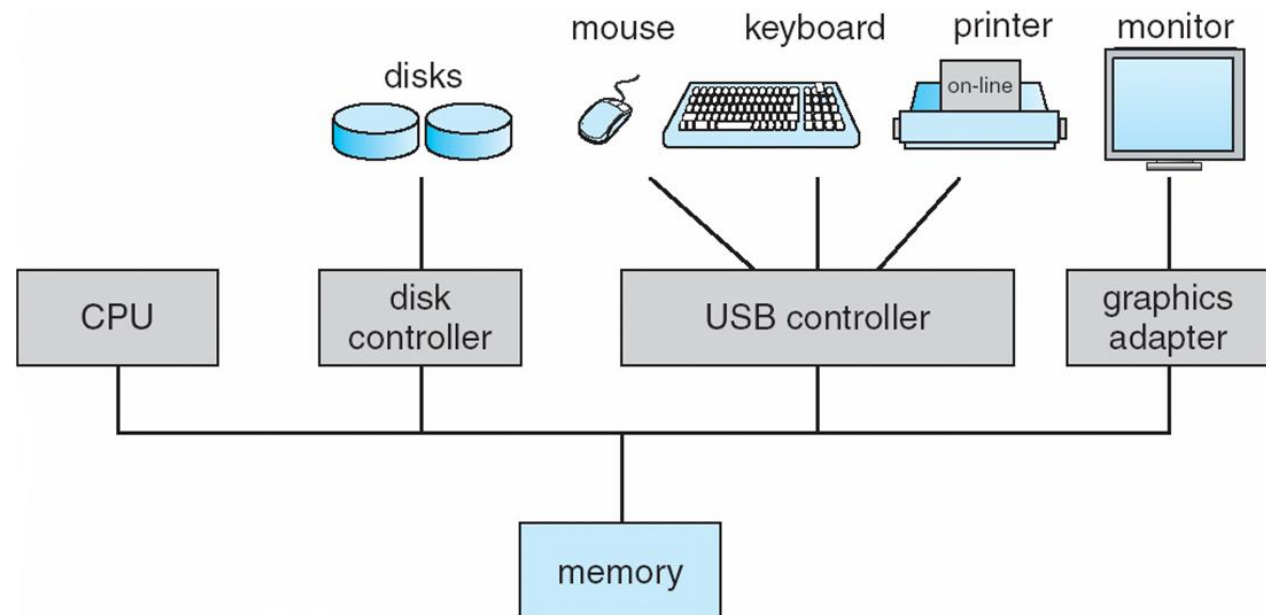 mouse
keyboard
printer
monitor
disks
on-line
CPU
disk
controller
USB controller
graphics
adapter
memory